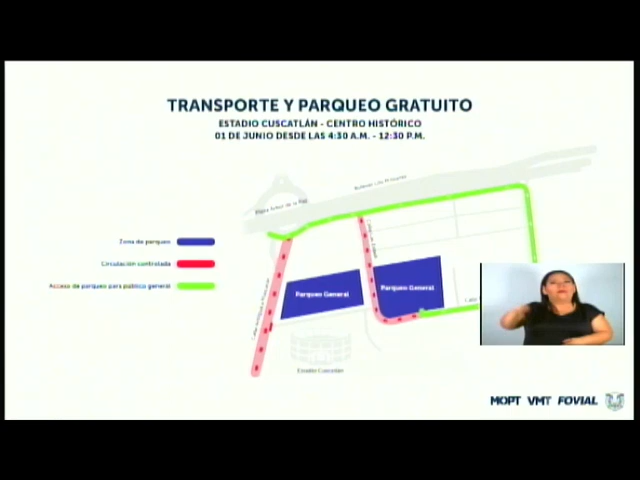 TRANSPORTE Y PARQUEO GRATUITO
ESTADIO CUSCATLÁN - CENTRO HISTÓRICO
01 DE JUNIO DESDE LAS 4:30 A.M. - 12:30 P.M.
Zona de parqueo
Circulación controlada
Acceso de parqueo para público general
Parqueo General
Parqueo General
Estadio Cuscatlán
MOPT VMT FOVIAL